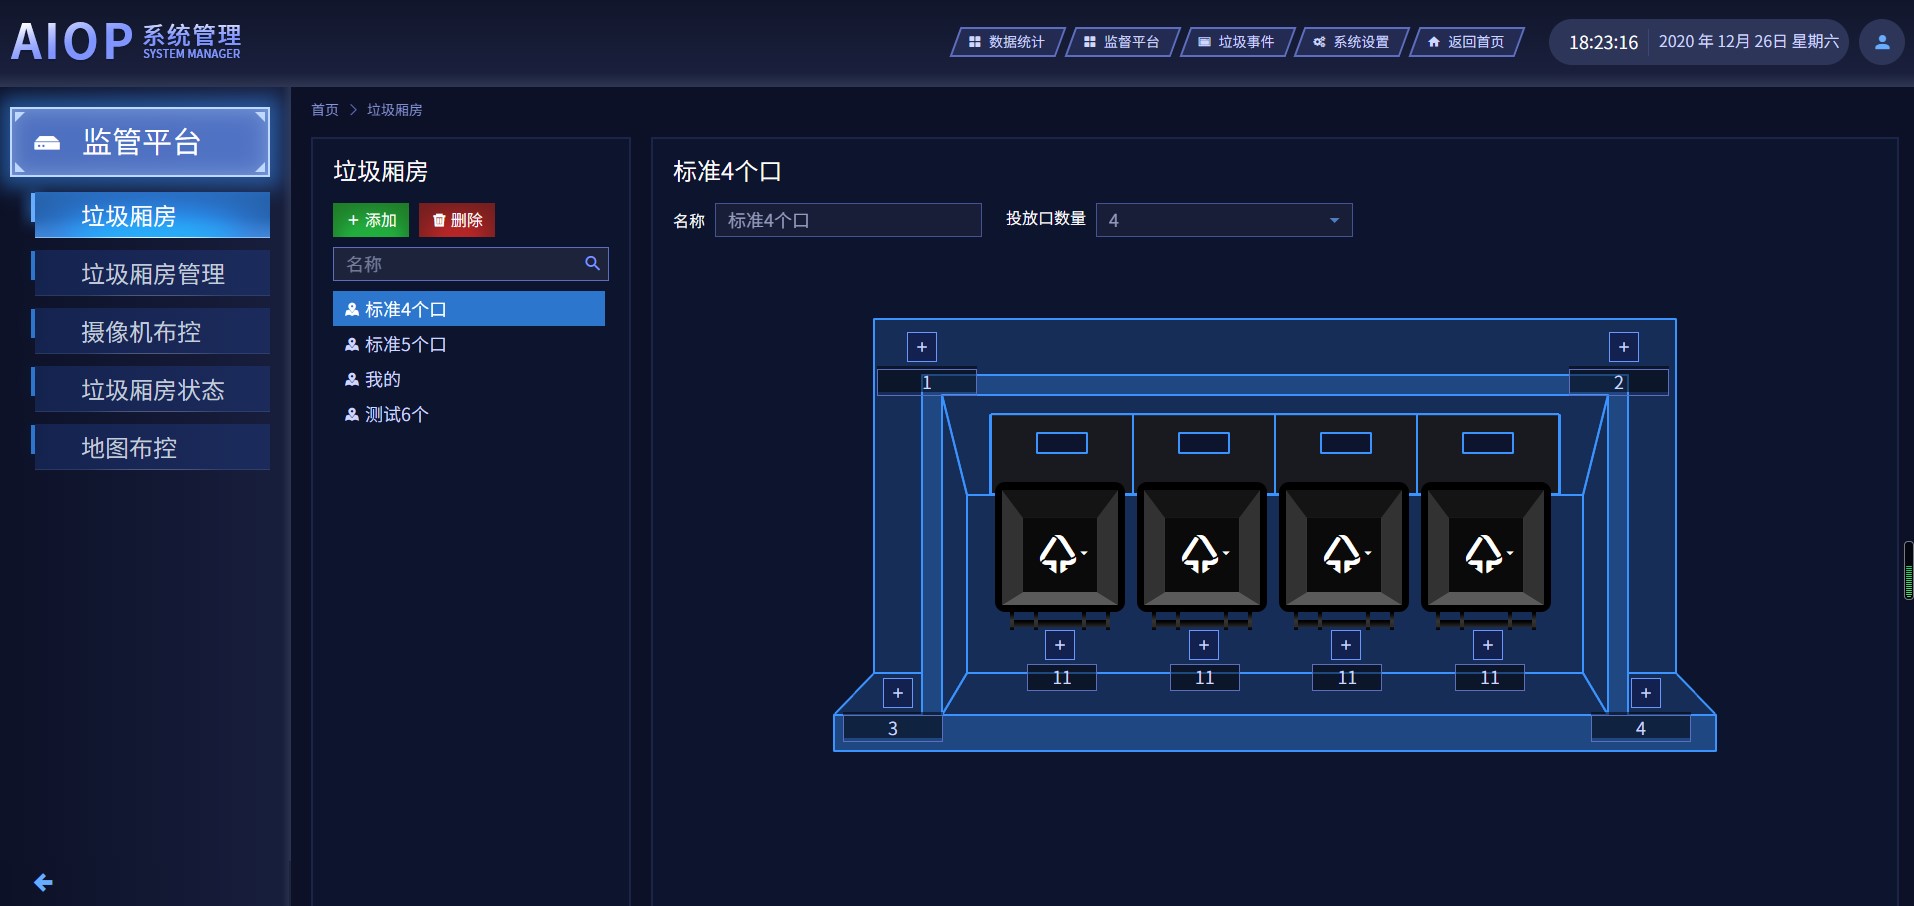 AIOP 系统管理
SYSTEM MANAGER
数据统计
监督平台
垃圾事件
系统设置
返回首页
18:23:16
2020 年 12月 26日 星期六
监管平台
垃圾厢房
垃圾厢房管理
摄像机布控
垃圾厢房状态
地图布控
首页 > 垃圾厢房
垃圾厢房
+ 添加
删除
名称
标准4个口
标准5个口
我的
测试6个
标准4个口
名称 标准4个口
投放口数量 4
+
+
1
2
+
+
+
+
11
11
11
11
+
+
3
4